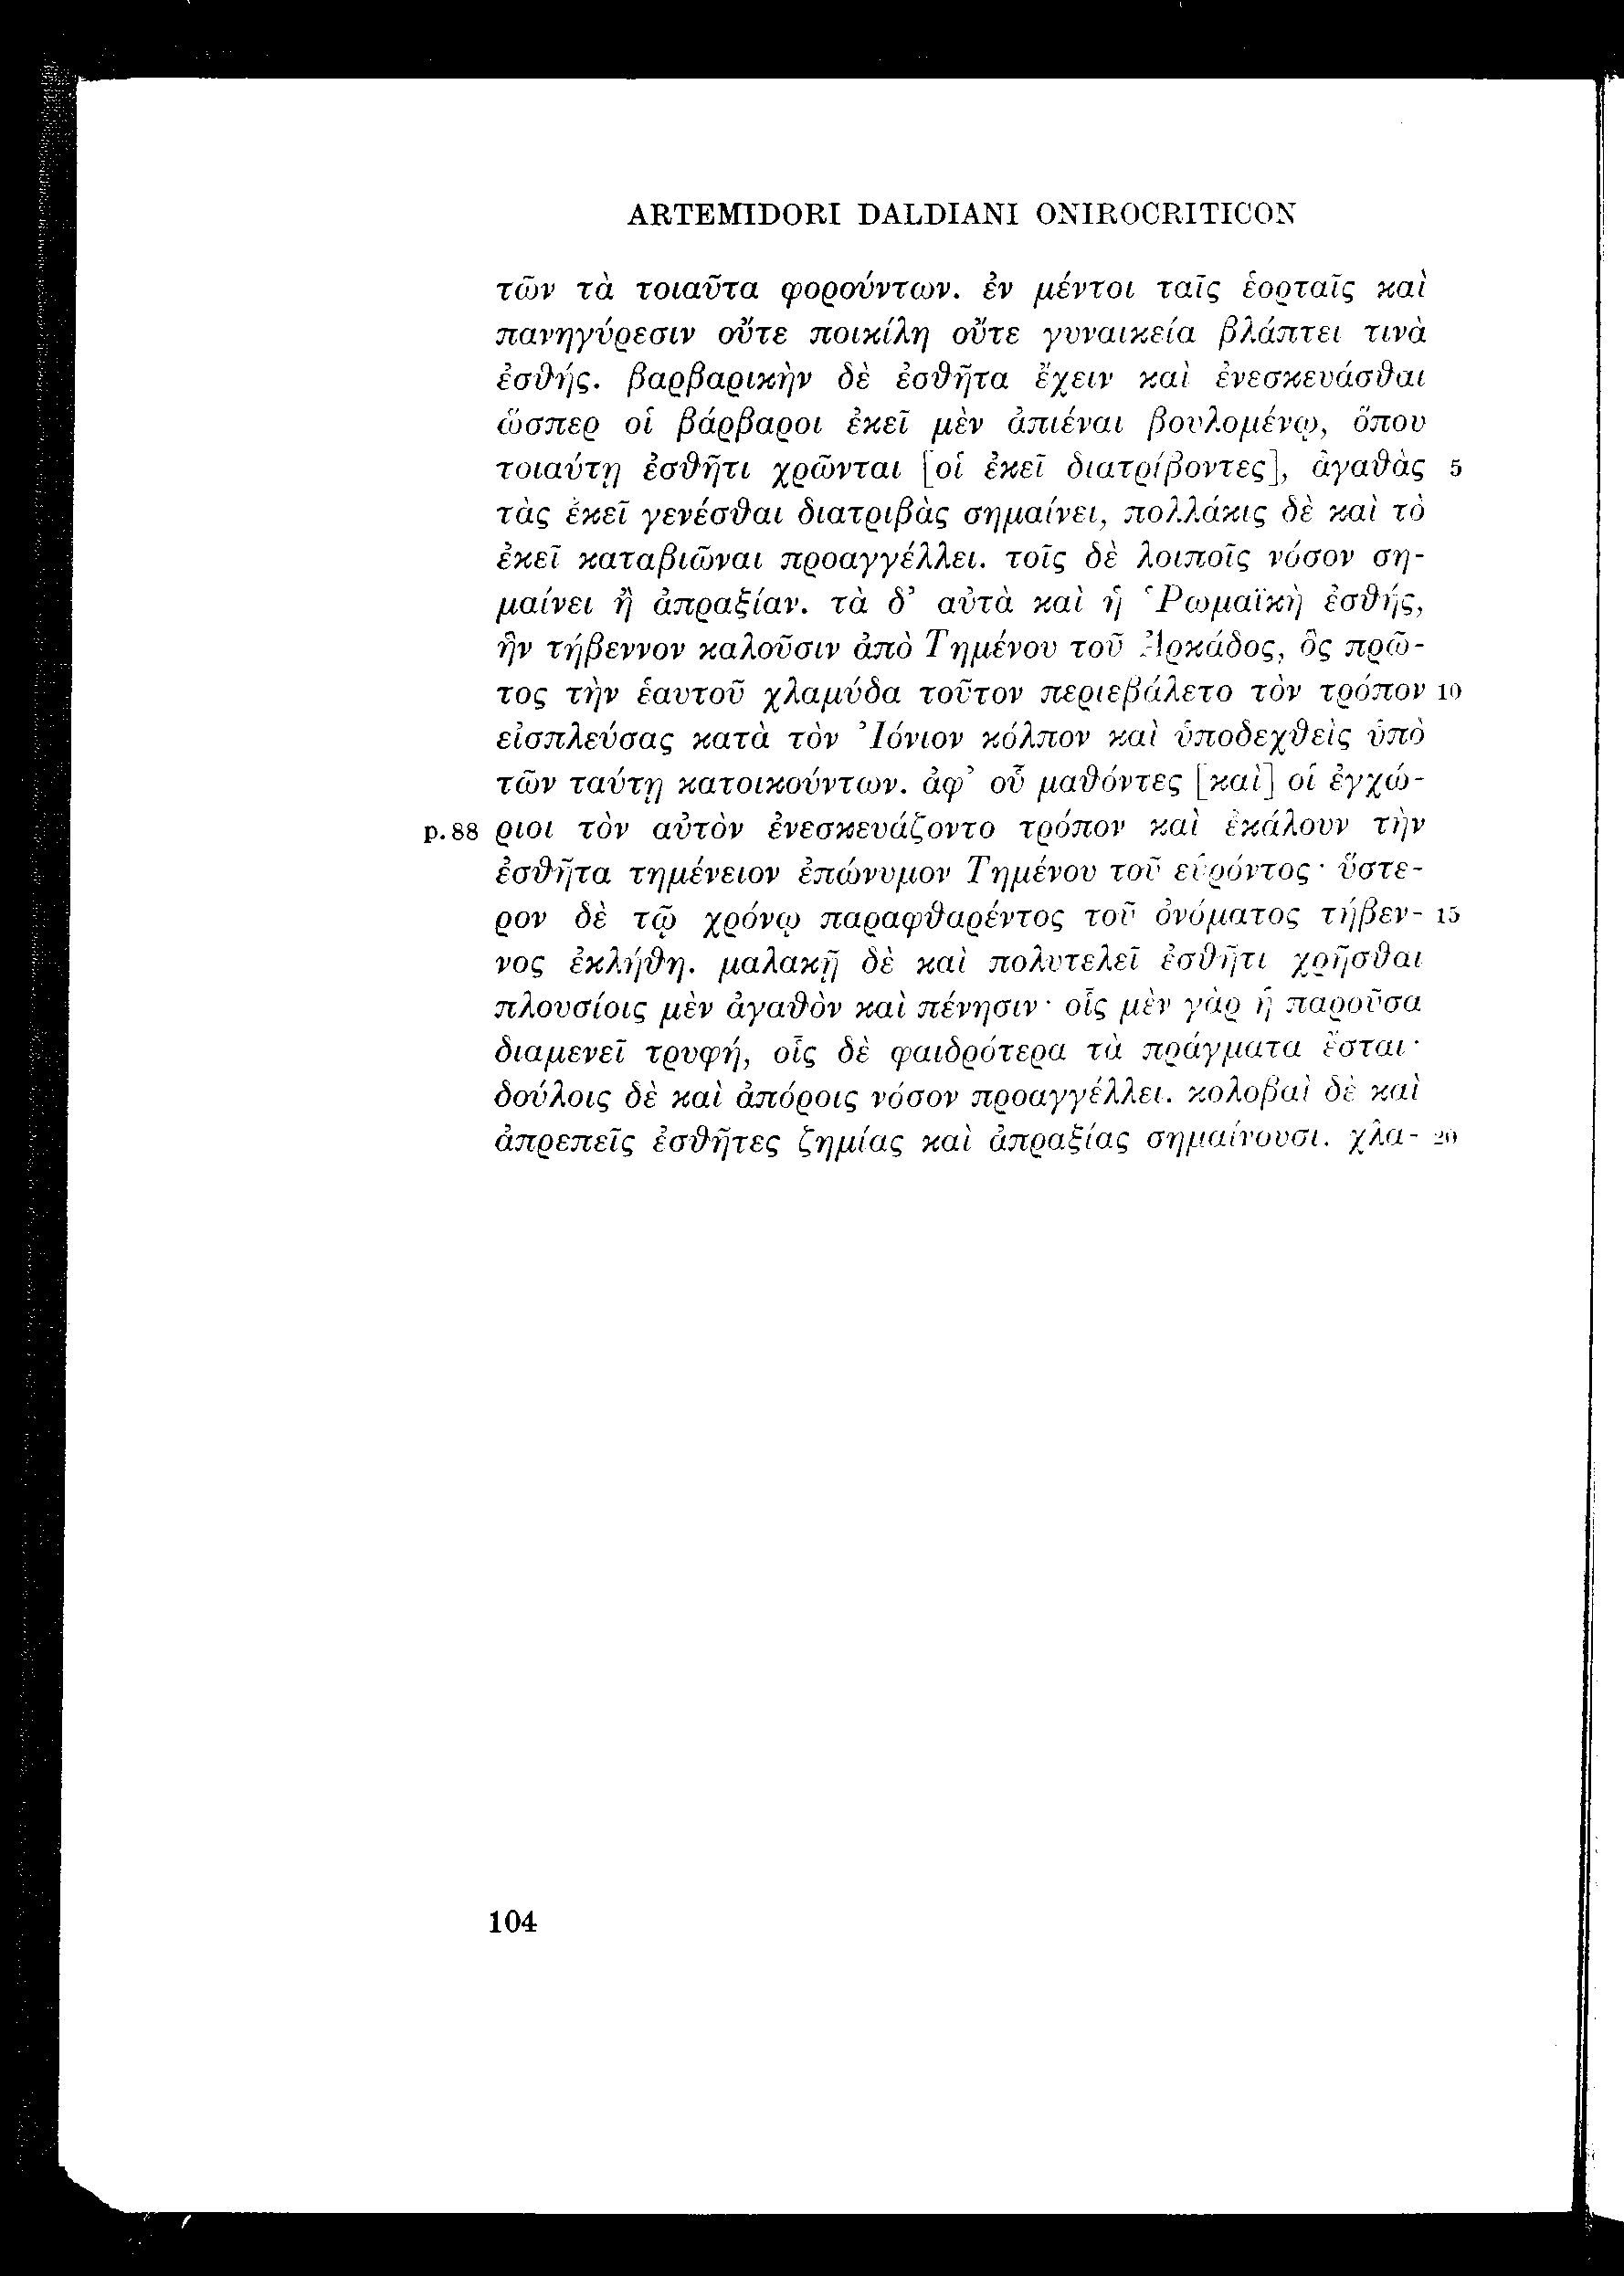 ARTEMIDORI DALDIANI ONIROCRITICON
τῶν τὰ τοιαῦτα φορούντων. ἐν μέντοι ταῖς ἑορταῖς καὶ
πανηγύρεσιν οὔτε ποικίλη οὔτε γυναικεία βλάπτει τινὰ
ἐσθής. βαρβαρικὴν δὲ ἐσθῆτα ἔχειν καὶ ἐνεσκευάσθαι
ὥσπερ οἱ βάρβαροι ἐκεῖ μὲν ἀπιέναι βουλομένῳ, ὅπου
τοιαύτῃ ἐσθῆτι χρῶνται [οἱ ἐκεῖ διατρίβοντες], ἀγαθὰς 5
τὰς ἐκεῖ γενέσθαι διατριβὰς σημαίνει, πολλάκις δὲ καὶ τὸ
ἐκεῖ καταβιῶναι προαγγέλλει. τοῖς δὲ λοιποῖς νόσον ση-
μαίνει ἢ ἀπραξίαν. τὰ δ’ αὐτὰ καὶ ἡ Ῥωμαϊκὴ ἐσθής,
ἣν τήβεννον καλοῦσιν ἀπὸ Τημένου τοῦ Ἀρκάδος, ὃς πρῶ-
τος τὴν ἑαυτοῦ χλαμύδα τοῦτον περιεβάλετο τὸν τρόπον 10
εἰσπλεύσας κατὰ τὸν Ἰόνιον κόλπον καὶ ὑποδεχθεὶς ὑπὸ
τῶν ταύτῃ κατοικούντων. ἀφ’ οὗ μαθόντες [καὶ] οἱ ἐγχώ-
p. 88 ριοι τὸν αὐτὸν ἐνεσκευάζοντο τρόπον καὶ ἐκάλουν τὴν
ἐσθῆτα τημένειον ἐπώνυμον Τημένου τοῦ εὑρόντος· ὕστε-
ρον δὲ τῷ χρόνῳ παραφθαρέντος τοῦ ὀνόματος τήβεν- 15
νος ἐκλήθη. μαλακῇ δὲ καὶ πολυτελεῖ ἐσθῆτι χρῆσθαι
πλουσίοις μὲν ἀγαθὸν καὶ πένησιν· οἷς μὲν γὰρ ἡ παροῦσα
διαμενεῖ τρυφή, οἷς δὲ φαιδρότερα τὰ πράγματα ἔσται·
δούλοις δὲ καὶ ἀπόροις νόσον προαγγέλλει. κολοβαὶ δὲ καὶ
ἀπρεπεῖς ἐσθῆτες ζημίας καὶ ἀπραξίας σημαίνουσι. χλα- 20
104